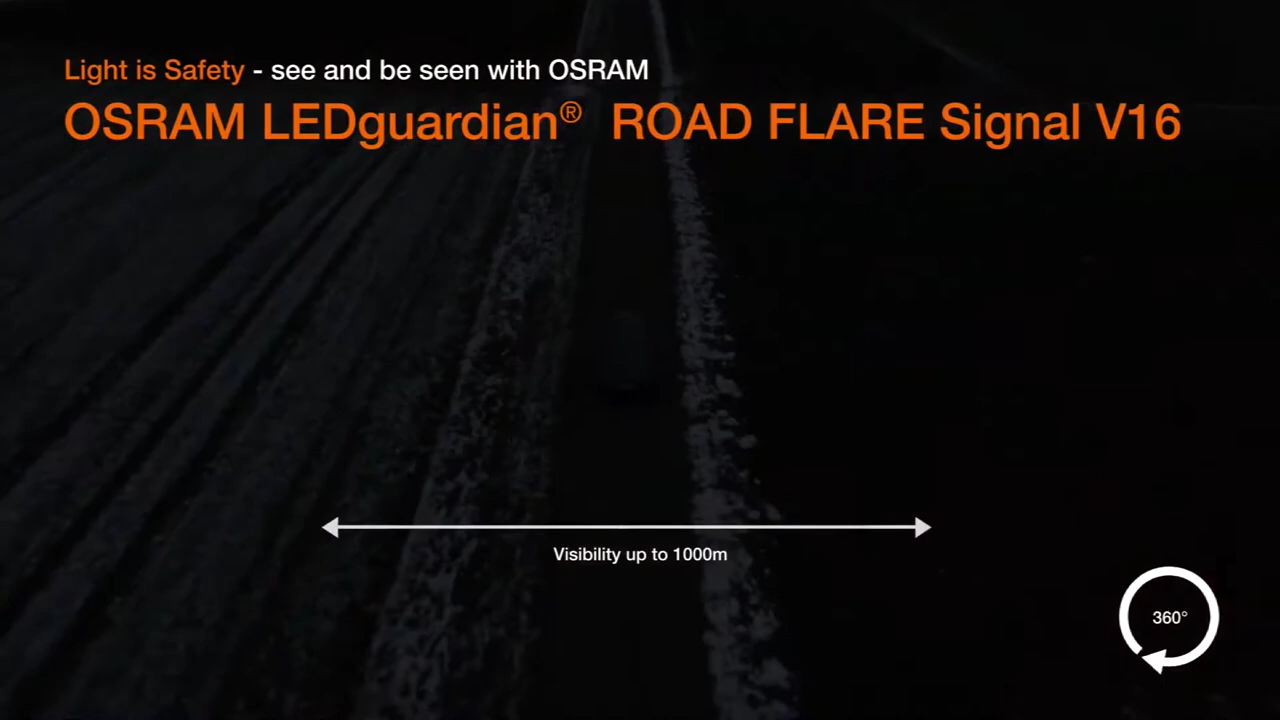 Light is Safety - see and be seen with OSRAM
OSRAM LEDguardian® ROAD FLARE Signal V16
Visibility up to 1000m
360°